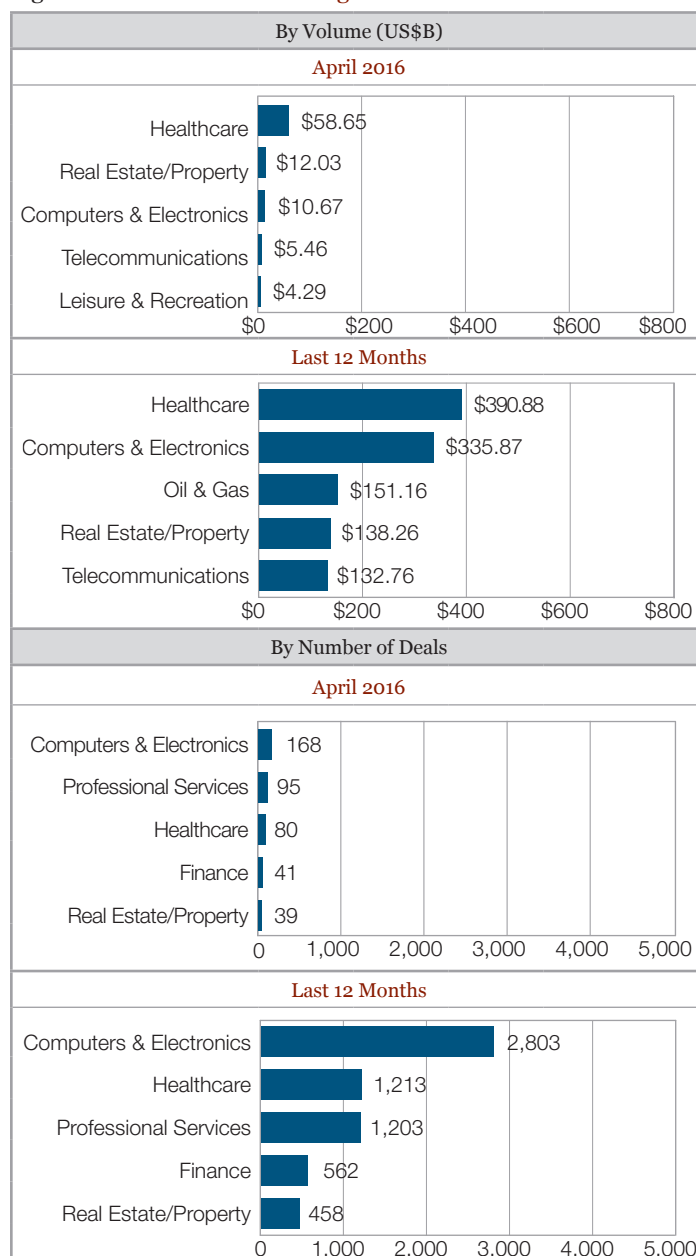 By Volume (US$B)
April 2016
Healthcare $58.65
Real Estate/Property $12.03
Computers & Electronics $10.67
Telecommunications $5.46
Leisure & Recreation $4.29
$0 $200 $400 $600 $800
Last 12 Months
Healthcare $390.88
Computers & Electronics $335.87
Oil & Gas $151.16
Real Estate/Property $138.26
Telecommunications $132.76
$0 $200 $400 $600 $800
By Number of Deals
April 2016
Computers & Electronics 168
Professional Services 95
Healthcare 80
Finance 41
Real Estate/Property 39
0 1,000 2,000 3,000 4,000 5,000
Last 12 Months
Computers & Electronics 2,803
Healthcare 1,213
Professional Services 1,203
Finance 562
Real Estate/Property 458
0 1,000 2,000 3,000 4,000 5,000